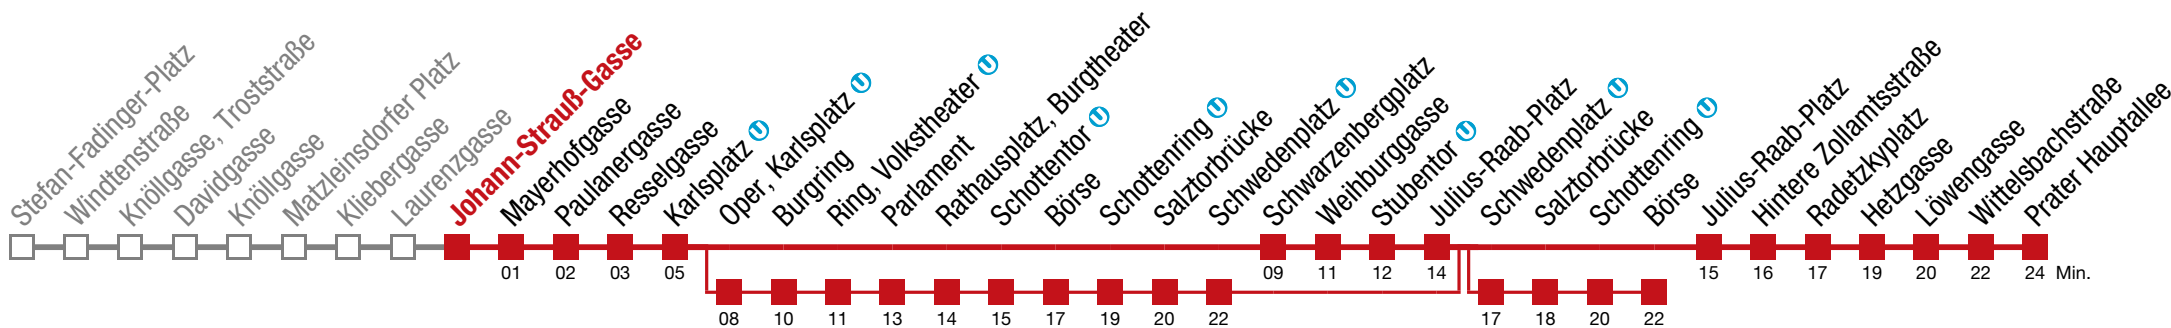 Stefan-Fadinger-Platz
Windtenstraße
Knöllgasse, Troststraße
Davidgasse
Knöllgasse
Matzleinsdorfer Platz
Kliebergasse
Laurenzgasse
Johann-Strauß-Gasse
Mayerhofgasse
Paulanergasse
Resselgasse
Karlsplatz U
Oper, Karlsplatz U
Burgring
Ring, Volkstheater U
Parlament
Rathausplatz, Burgtheater
Schottentor U
Börse
Schottenring U
Salztorbrücke
Schwedenplatz U
Schwarzenbergplatz
Weihburggasse
Stubentor U
Julius-Raab-Platz
Schwedenplatz U
Salztorbrücke
Schottenring U
Börse
Julius-Raab-Platz
Hintere Zollamtsstraße
Radetzkyplatz
Hetzgasse
Löwengasse
Wittelsbachstraße
Prater Hauptallee
01 02 03 05 09 11 12 14 15 16 17 19 20 22 24 Min.
08 10 11 13 14 15 17 19 20 22 17 18 20 22